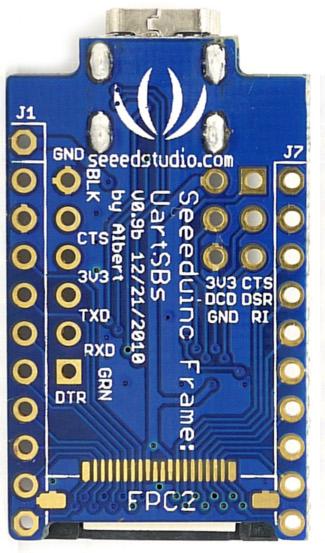 J1
J7
GND
seeedstudio.com
BLK
CTS
3V3
TXD
RXD
GRN
DTR
Seeeduino Frame:
UartSBs
v0.9b 12/21/2010
by Albert
3V3 CTS
DCD DSR
GND RI
FPC2